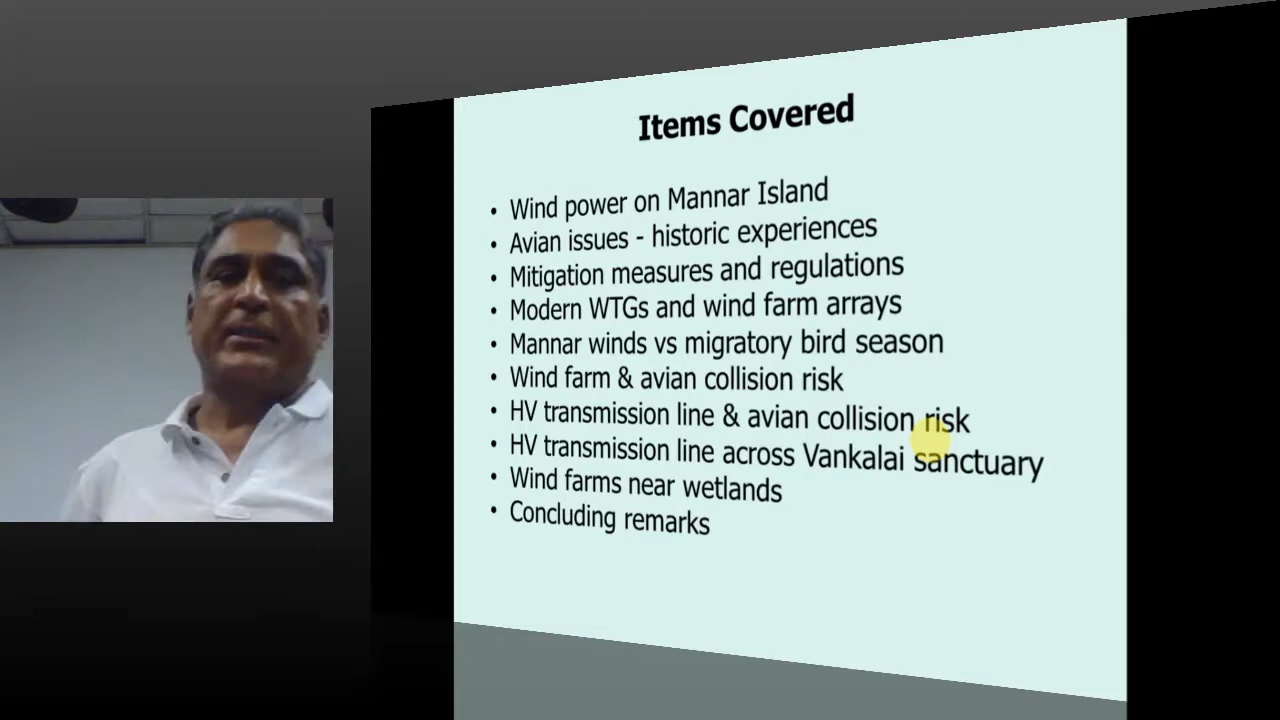 Items Covered
• Wind power on Mannar Island
• Avian issues - historic experiences
• Mitigation measures and regulations
• Modern WTGs and wind farm arrays
• Mannar winds vs migratory bird season
• Wind farm & avian collision risk
• HV transmission line & avian collision risk
• HV transmission line across Vankalai sanctuary
• Wind farms near wetlands
• Concluding remarks